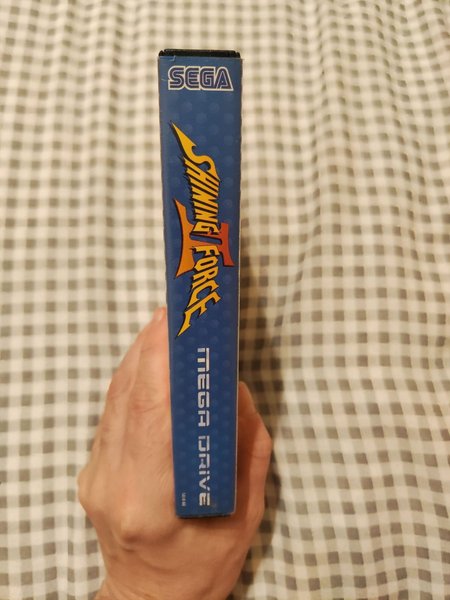 SEGA
SHINING FORCE II
MEGA DRIVE